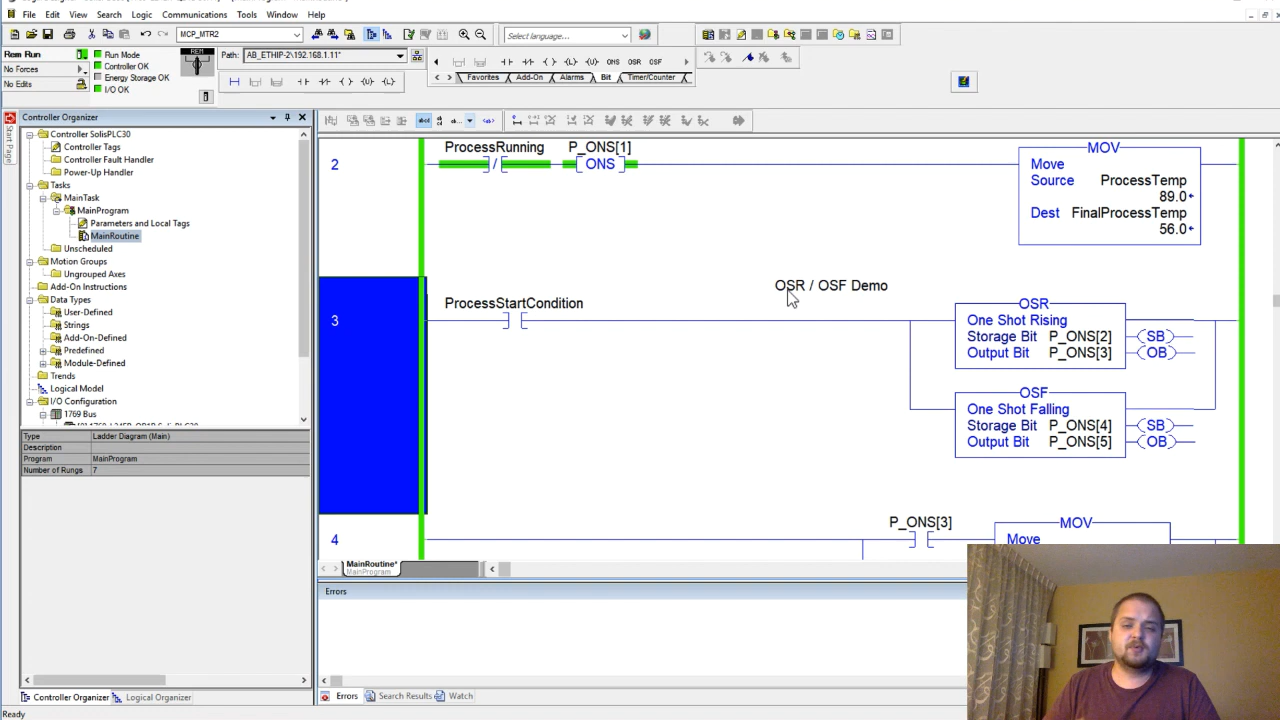 File Edit View Search Logic Communications Tools Window Help
MCP_MTR2
Select language...
Rem Run
No Forces
No Edits
Run Mode
Controller OK
Energy Storage OK
I/O OK
REM
Path: AB_ETHIP-2\192.168.1.11*
ONS OSR OSF
Favorites Add-On Alarms Bit Timer/Counter
Start Page
Controller Organizer
Controller SolisPLC30
Controller Tags
Controller Fault Handler
Power-Up Handler
Tasks
MainTask
MainProgram
Parameters and Local Tags
MainRoutine
Unscheduled
Motion Groups
Ungrouped Axes
Add-On Instructions
Data Types
User-Defined
Strings
Add-On-Defined
Predefined
Module-Defined
Trends
Logical Model
I/O Configuration
1769 Bus
Type Ladder Diagram (Main)
Description
Program MainProgram
Number of Rungs 7
Controller Organizer Logical Organizer
Ready
2
ProcessRunning P_ONS[1]
ONS
MOV
Move
Source ProcessTemp
89.0
Dest FinalProcessTemp
56.0
OSR / OSF Demo
3
ProcessStartCondition
OSR
One Shot Rising
Storage Bit P_ONS[2] SB
Output Bit P_ONS[3] OB
OSF
One Shot Falling
Storage Bit P_ONS[4] SB
Output Bit P_ONS[5] OB
4
P_ONS[3]
MOV
Move
MainRoutine*
MainProgram
Errors
Errors Search Results Watch